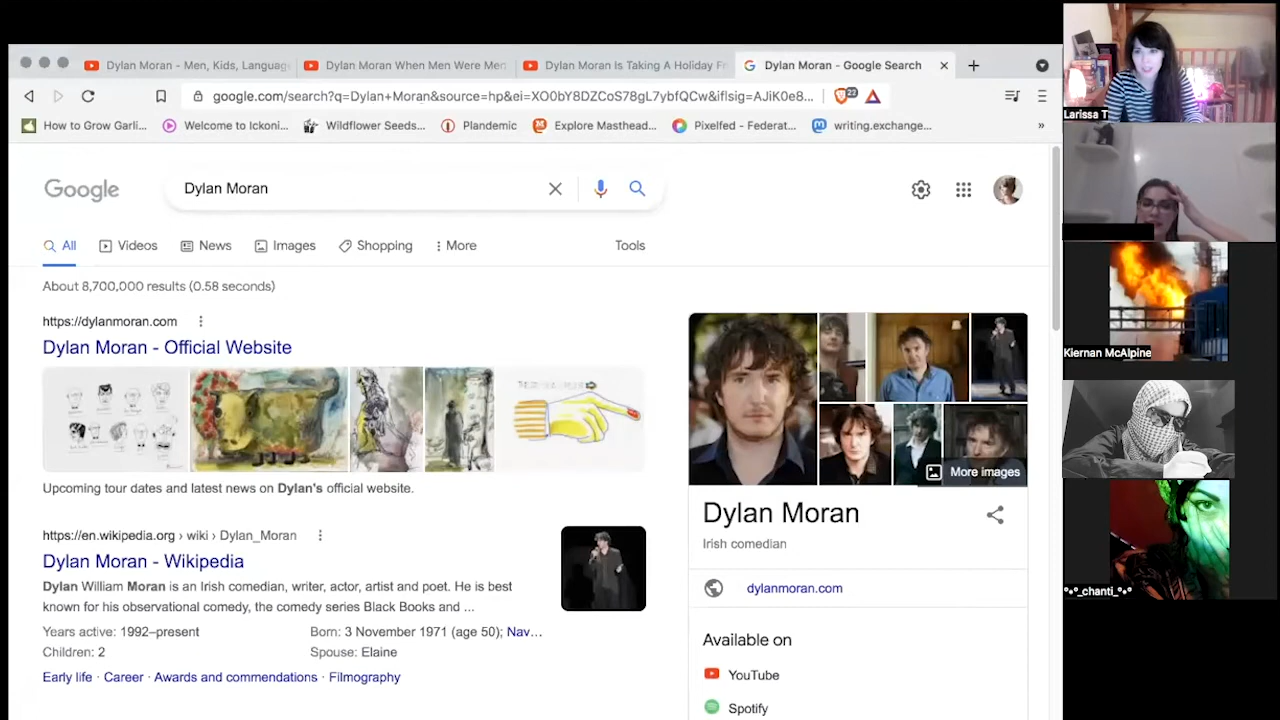 Dylan Moran - Men, Kids, Languag
Dylan Moran When Men Were Men
Dylan Moran Is Taking A Holiday Fr
Dylan Moran - Google Search
google.com/search?q=Dylan+Moran&source=hp&ei=XO0bY8DZCoS78gL7ybfQCw&iflsig=AJiK0e8...
22
How to Grow Garli...
Welcome to Ickoni...
Wildflower Seeds...
Plandemic
Explore Masthead...
Pixelfed - Federat...
writing.exchange...
»
Google
Dylan Moran
All
Videos
News
Images
Shopping
More
Tools
About 8,700,000 results (0.58 seconds)
https://dylanmoran.com
Dylan Moran - Official Website
Upcoming tour dates and latest news on Dylan's official website.
https://en.wikipedia.org › wiki › Dylan_Moran
Dylan Moran - Wikipedia
Dylan William Moran is an Irish comedian, writer, actor, artist and poet. He is best
known for his observational comedy, the comedy series Black Books and ...
Years active: 1992–present
Born: 3 November 1971 (age 50); Nav...
Children: 2
Spouse: Elaine
Early life · Career · Awards and commendations · Filmography
More images
Dylan Moran
Irish comedian
dylanmoran.com
Available on
YouTube
Spotify
Larissa T
Kiernan McAlpine
°•°_chanti_°•°